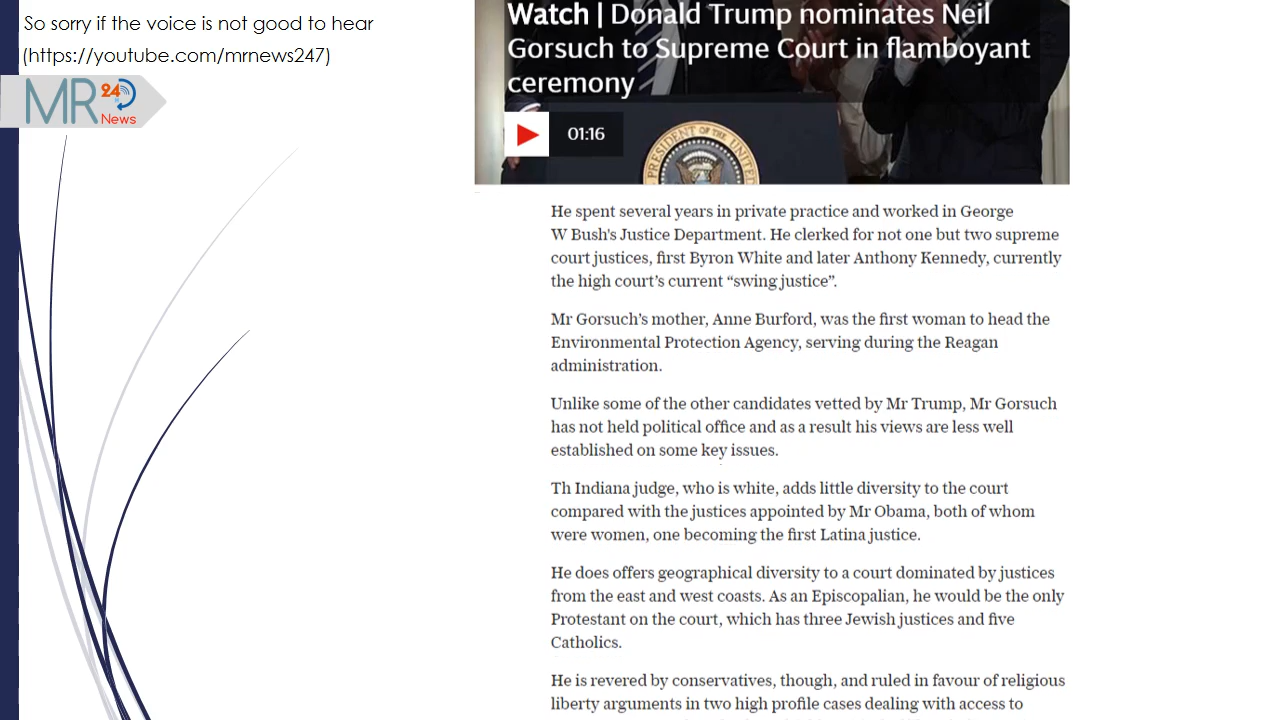 So sorry if the voice is not good to hear
(https://youtube.com/mrnews247)
MR 24
News
Watch | Donald Trump nominates Neil
Gorsuch to Supreme Court in flamboyant
ceremony
01:16
PRESIDENT OF THE UNITED
He spent several years in private practice and worked in George
W Bush's Justice Department. He clerked for not one but two supreme
court justices, first Byron White and later Anthony Kennedy, currently
the high court’s current “swing justice”.
Mr Gorsuch’s mother, Anne Burford, was the first woman to head the
Environmental Protection Agency, serving during the Reagan
administration.
Unlike some of the other candidates vetted by Mr Trump, Mr Gorsuch
has not held political office and as a result his views are less well
established on some key issues.
Th Indiana judge, who is white, adds little diversity to the court
compared with the justices appointed by Mr Obama, both of whom
were women, one becoming the first Latina justice.
He does offers geographical diversity to a court dominated by justices
from the east and west coasts. As an Episcopalian, he would be the only
Protestant on the court, which has three Jewish justices and five
Catholics.
He is revered by conservatives, though, and ruled in favour of religious
liberty arguments in two high profile cases dealing with access to